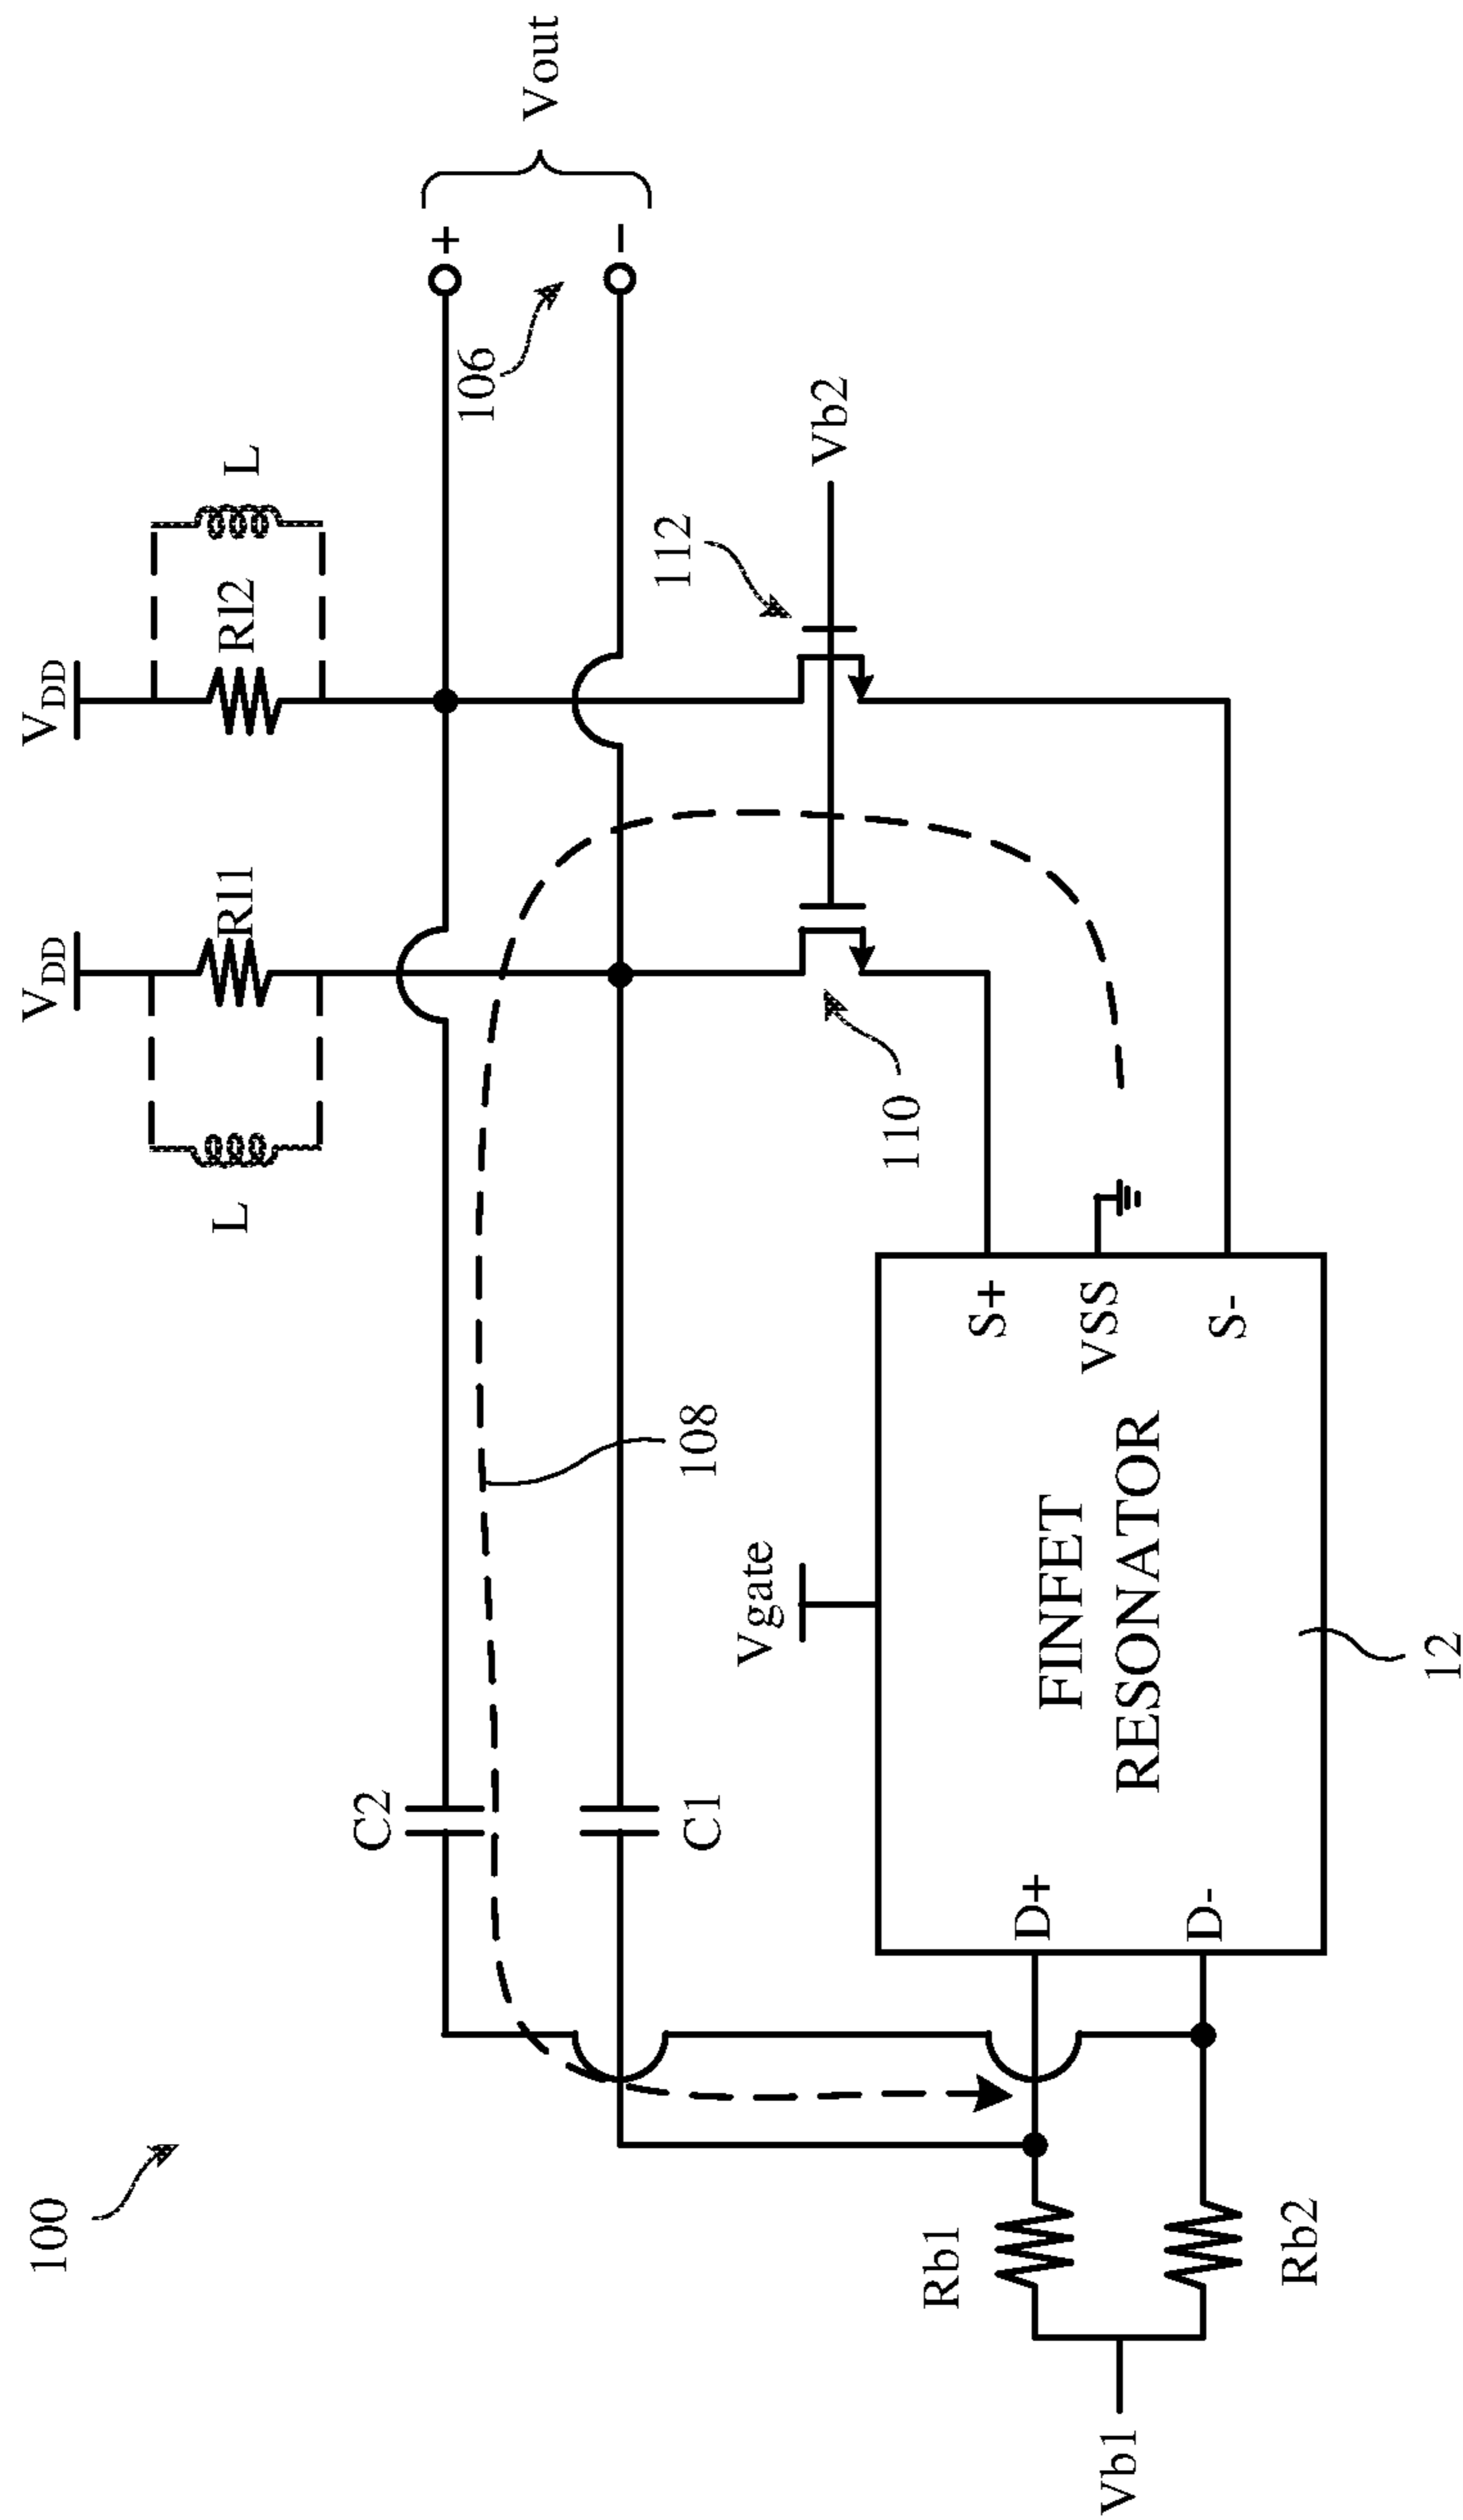 100
VDD
VDD
L
Rl1
Rl2
L
C2
C1
108
106
+
-
Vout
112
Vb2
110
Vgate
Rb1
Vb1
Rb2
D+
D-
FINFET
RESONATOR
S+
VSS
S-
12